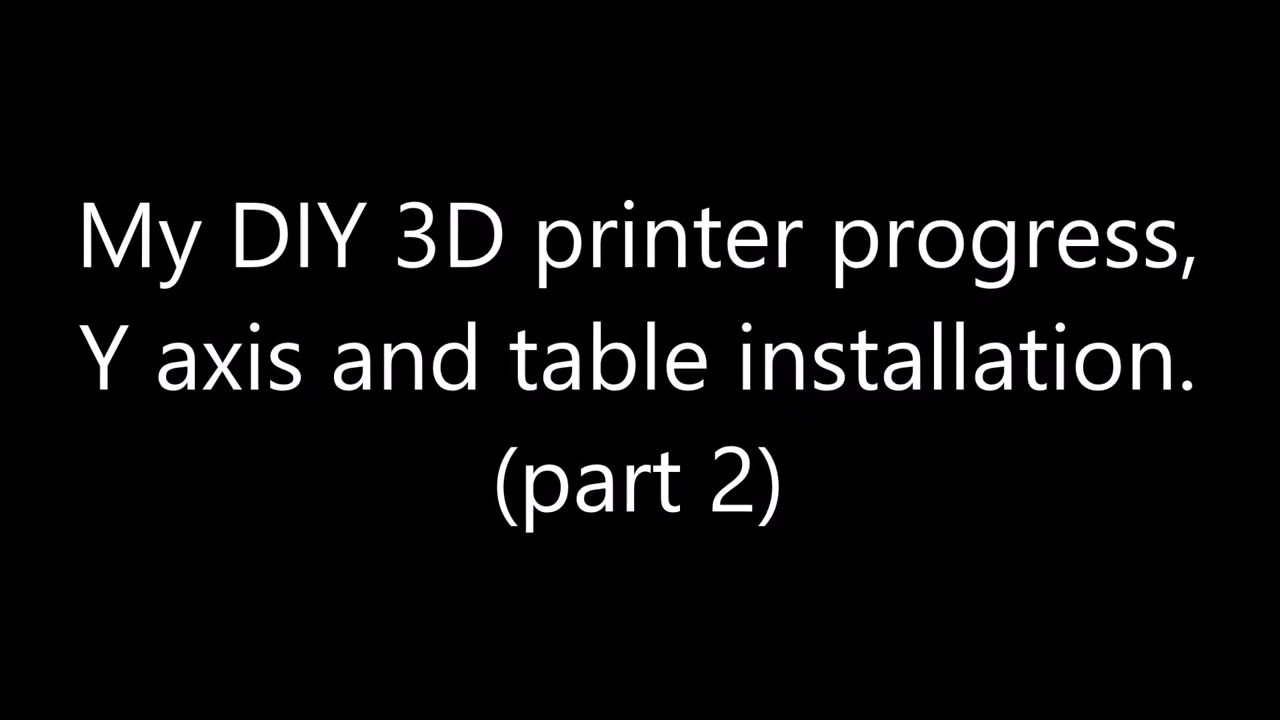 My DIY 3D printer progress,
Y axis and table installation.
(part 2)